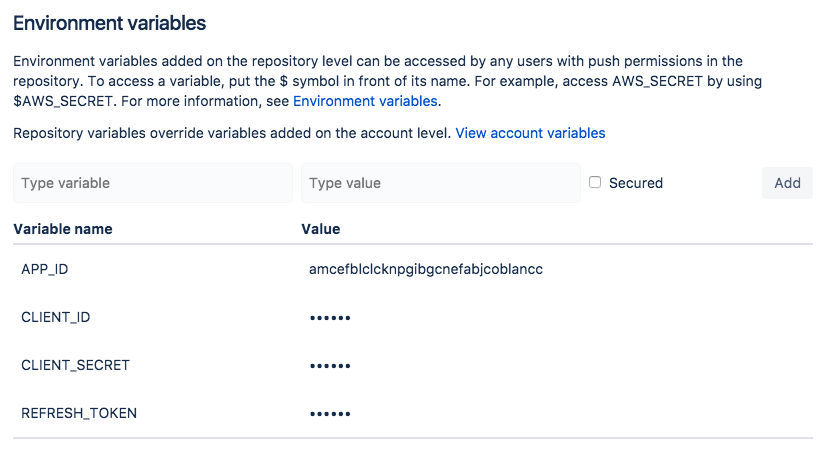 Environment variables
Environment variables added on the repository level can be accessed by any users with push permissions in the
repository. To access a variable, put the $ symbol in front of its name. For example, access AWS_SECRET by using
$AWS_SECRET. For more information, see Environment variables.
Repository variables override variables added on the account level. View account variables
Type variable Type value Secured Add
Variable name Value
APP_ID amcefblclcknpgibgcnefabjcoblancc
CLIENT_ID ••••••
CLIENT_SECRET ••••••
REFRESH_TOKEN ••••••